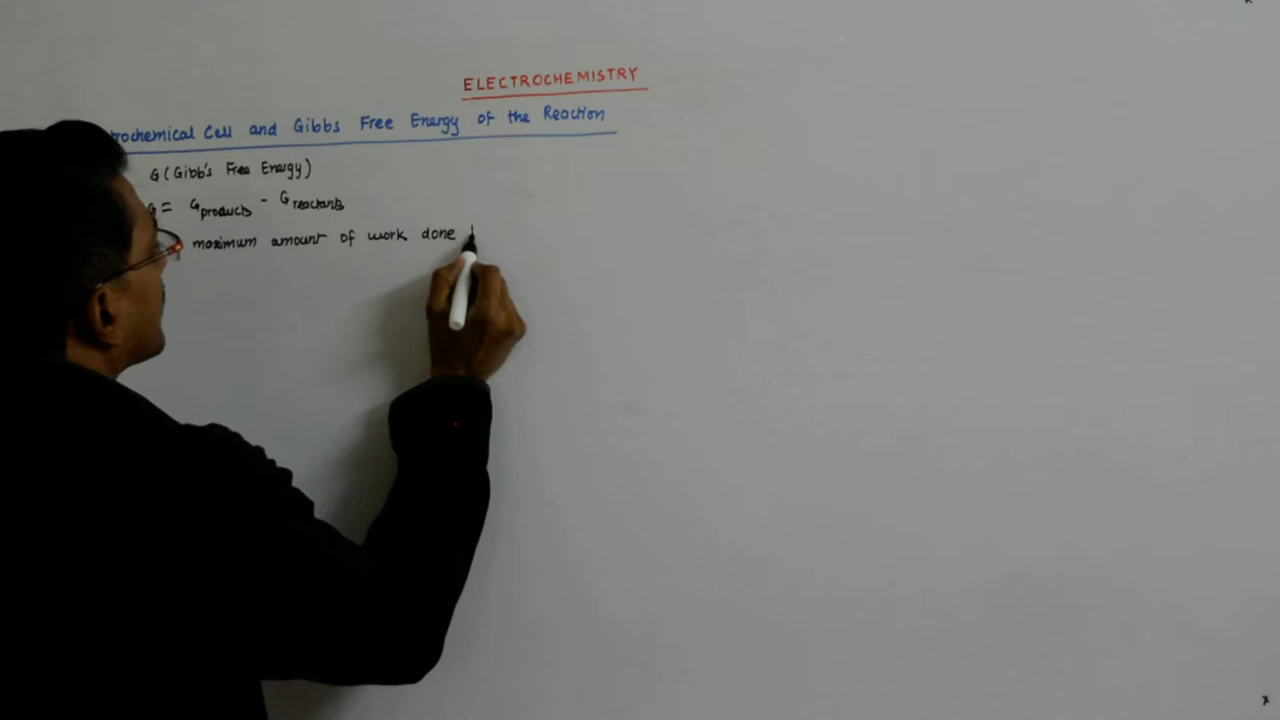 ELECTROCHEMISTRY
trochemical Cell and Gibbs Free Energy of the Reaction
G (Gibb's Free Energy)
G = Gproducts - Greactants
maximum amount of work done